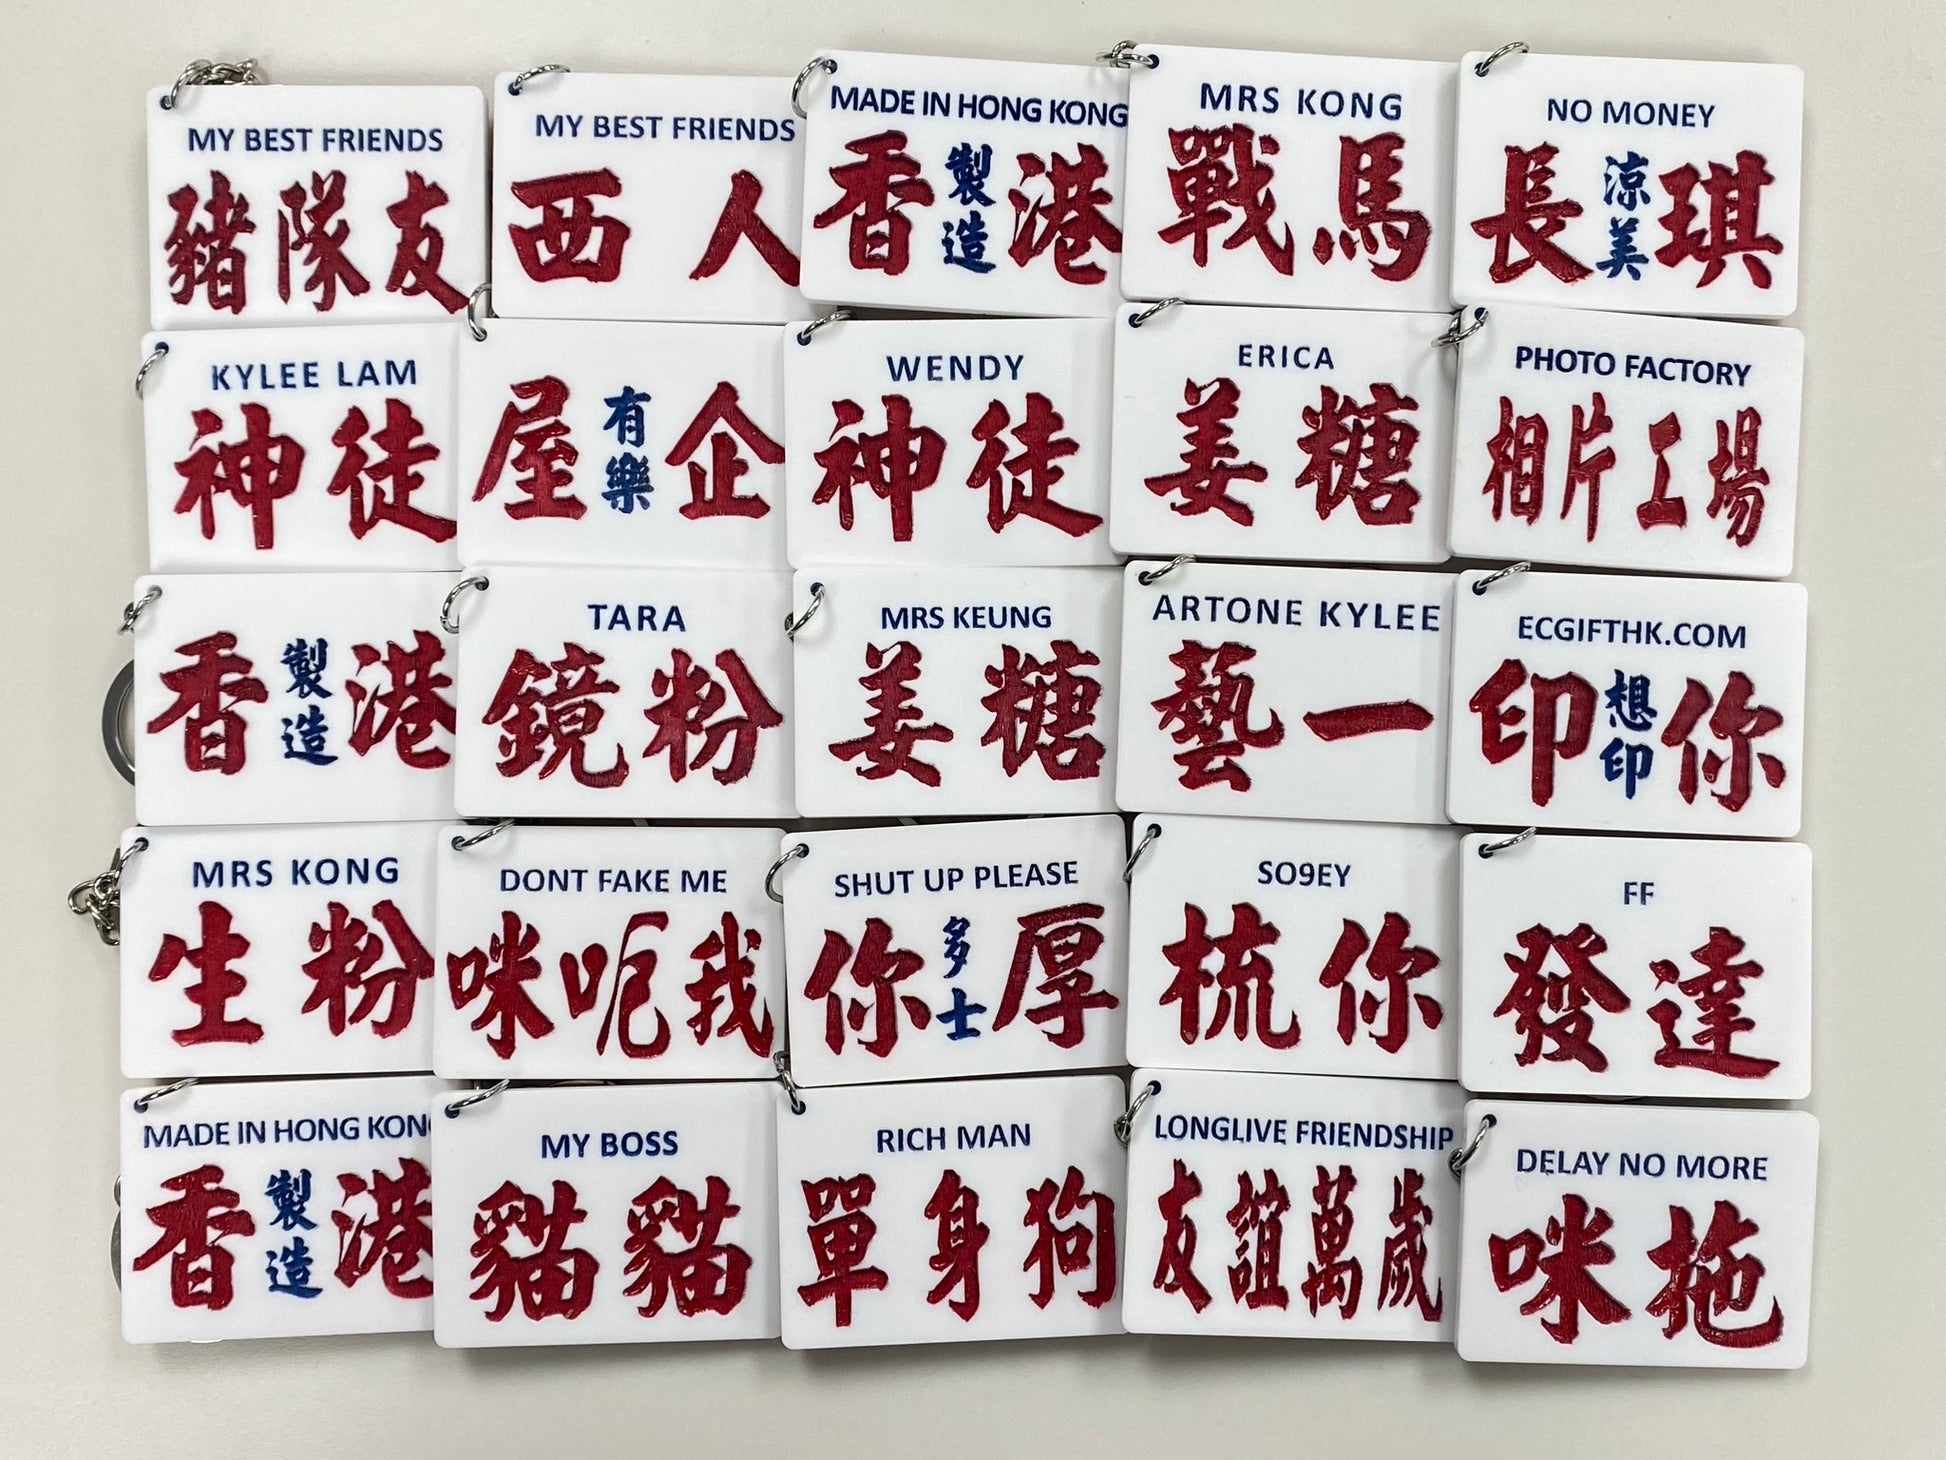 MY BEST FRIENDS
豬隊友
MY BEST FRIENDS
西人
MADE IN HONG KONG
香製造港
MRS KONG
戰馬
NO MONEY
長涼美琪
KYLEE LAM
神徒
屋有樂企
WENDY
神徒
ERICA
姜糖
PHOTO FACTORY
相片工場
香製造港
TARA
鏡粉
MRS KEUNG
姜糖
ARTONE KYLEE
藝一
ECGIFTHK.COM
印想印你
MRS KONG
生粉
DONT FAKE ME
咪呃我
SHUT UP PLEASE
你多士厚
SO9EY
梳你
FF
發達
MADE IN HONG KONG
香製造港
MY BOSS
貓貓
RICH MAN
單身狗
LONGLIVE FRIENDSHIP
友誼萬歲
DELAY NO MORE
咪拖